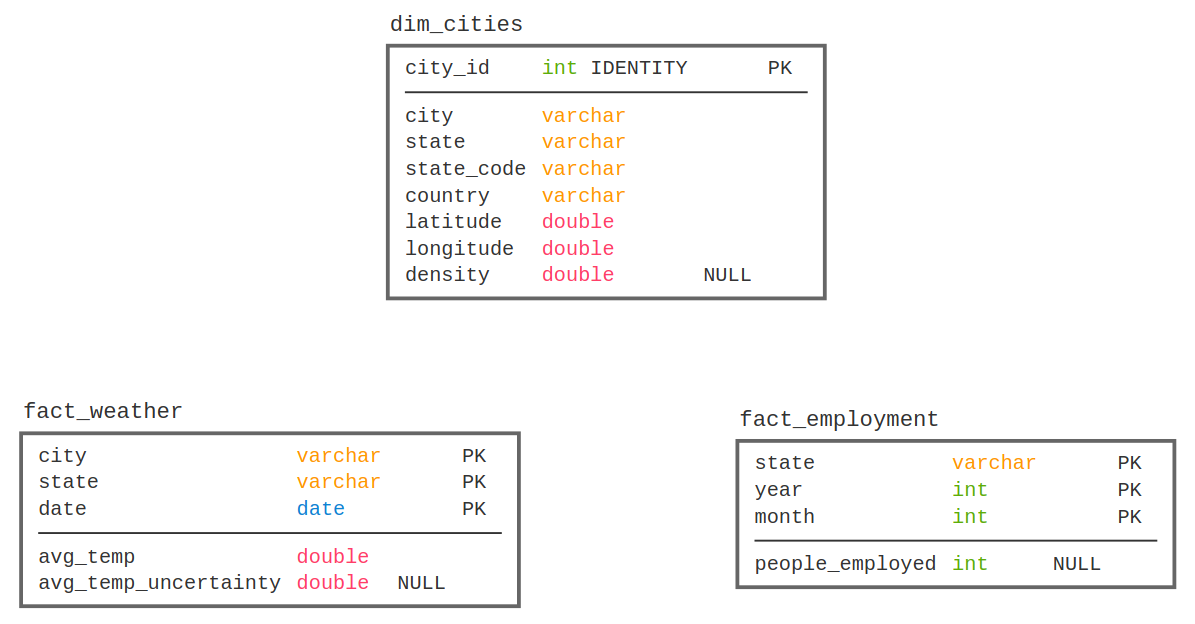 dim_cities
city_id int IDENTITY PK
city varchar
state varchar
state_code varchar
country varchar
latitude double
longitude double
density double NULL
fact_weather
city varchar PK
state varchar PK
date date PK
avg_temp double
avg_temp_uncertainty double NULL
fact_employment
state varchar PK
year int PK
month int PK
people_employed int NULL